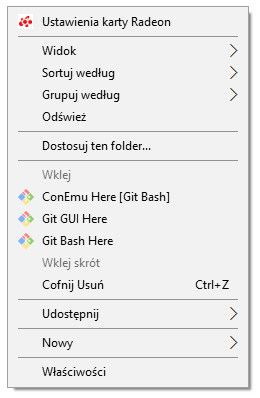 Ustawienia karty Radeon
Widok
Sortuj według
Grupuj według
Odśwież
Dostosuj ten folder...
Wklej
ConEmu Here [Git Bash]
Git GUI Here
Git Bash Here
Wklej skrót
Cofnij Usuń Ctrl+Z
Udostępnij
Nowy
Właściwości